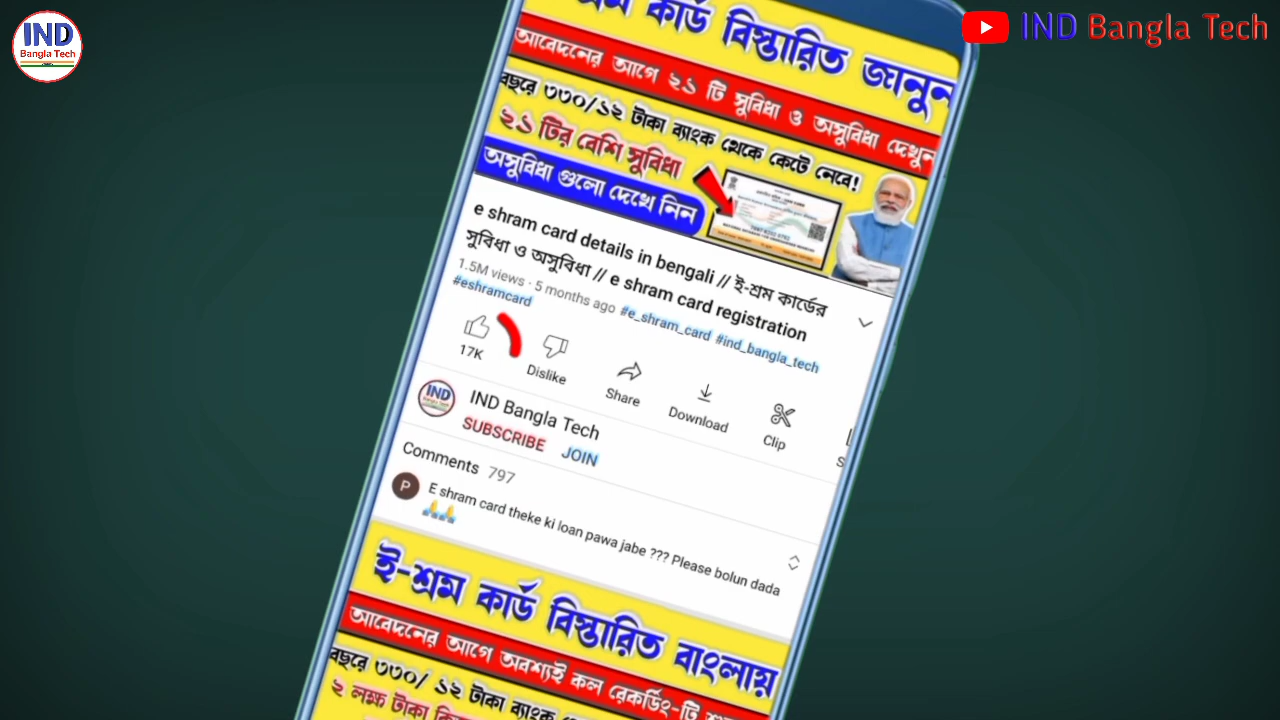 IND
Bangla Tech
IND Bangla Tech
কার্ড বিস্তারিত জানুন
আবেদনের আগে ২১ টি সুবিধা ও অসুবিধা দেখুন
বছরে ৩৩০/১২ টাকা ব্যাংক থেকে কেটে নেবে!
২১ টির বেশি সুবিধা
অসুবিধা গুলো দেখে নিন
e shram card details in bengali // ই-শ্রম কার্ডের
সুবিধা ও অসুবিধা // e shram card registration
1.5M views · 5 months ago #e_shram_card #ind_bangla_tech
#eshramcard
17K
Dislike
Share
Download
Clip
IND
IND Bangla Tech
SUBSCRIBE JOIN
Comments 797
P
E shram card theke ki loan pawa jabe ??? Please bolun dada
🙏🙏
ই-শ্রম কার্ড বিস্তারিত বাংলায়
আবেদনের আগে অবশ্যই কল রেকর্ডিং-টি
বছরে ৩৩০/ ১২ টাকা ব্যাংক
২ লক্ষ টাকা